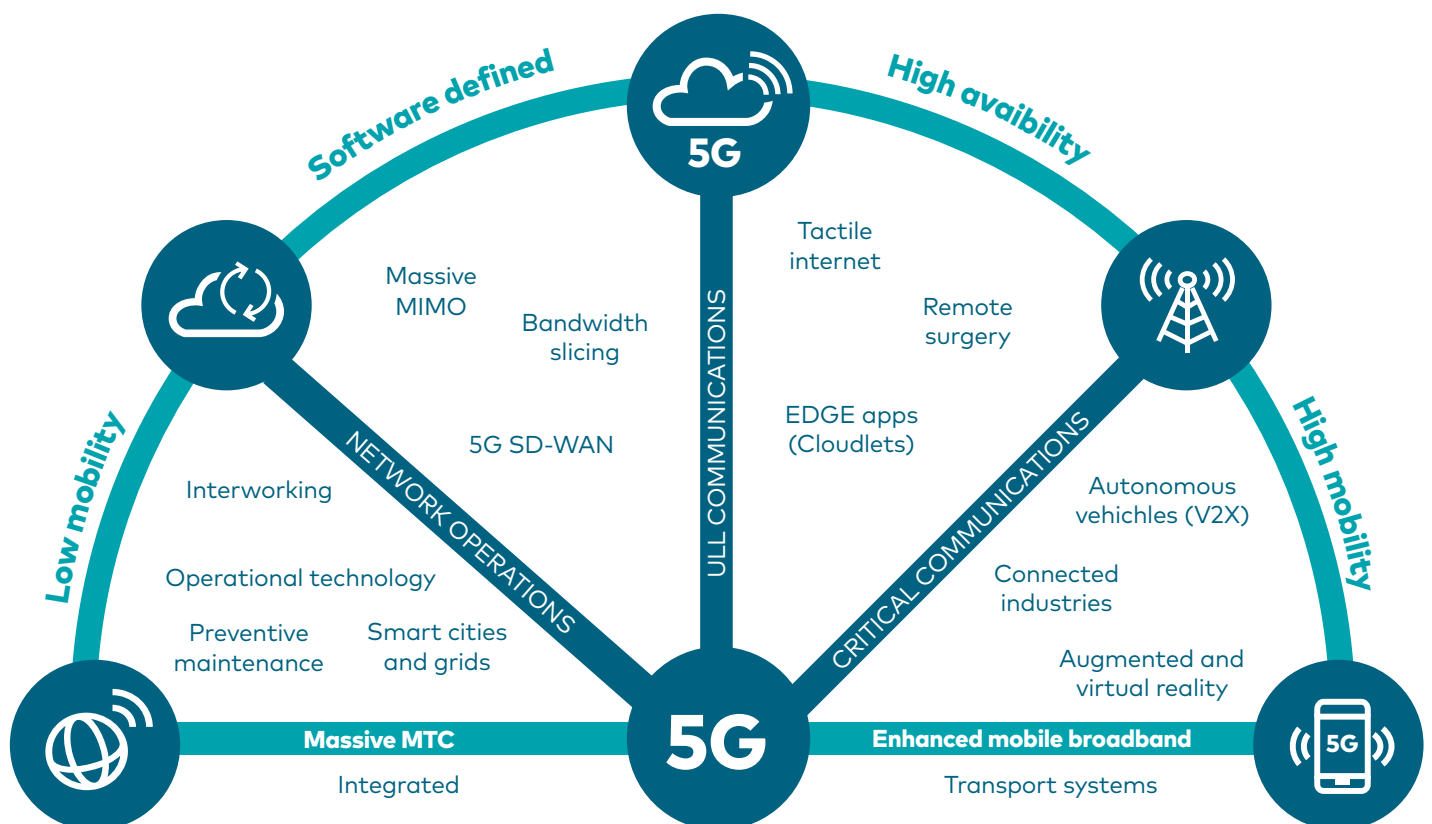 Software defined
High avaibility
5G
Tactile
internet
Massive
MIMO
Remote
surgery
Bandwidth
slicing
ULL COMMUNICATIONS
EDGE apps
(Cloudlets)
5G SD-WAN
Low mobility
High mobility
NETWORK OPERATIONS
CRITICAL COMMUNICATIONS
Interworking
Autonomous
vehichles (V2X)
Operational technology
Connected
industries
Preventive
maintenance
Smart cities
and grids
Augmented and
virtual reality
Massive MTC
5G
Enhanced mobile broadband
5G
Integrated
Transport systems